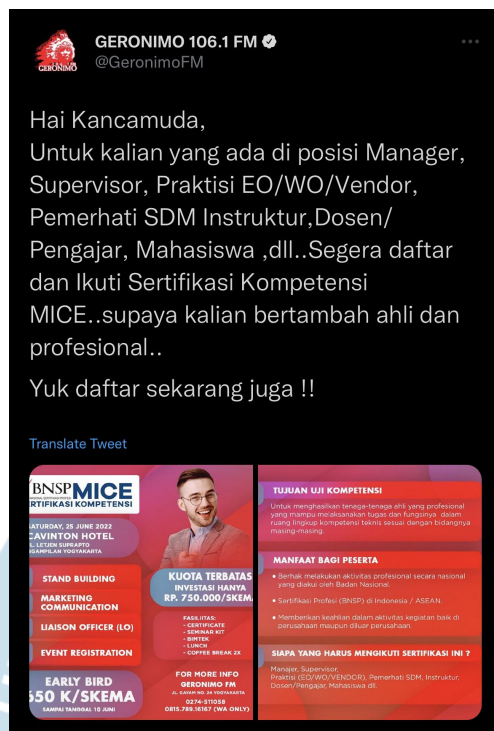 GERONIMO 106.1 FM
@GeronimoFM
GERONIMO
Hai Kancamuda,
Untuk kalian yang ada di posisi Manager,
Supervisor, Praktisi EO/WO/Vendor,
Pemerhati SDM Instruktur,Dosen/
Pengajar, Mahasiswa ,dll..Segera daftar
dan Ikuti Sertifikasi Kompetensi
MICE..supaya kalian bertambah ahli dan
profesional..
Yuk daftar sekarang juga !!
Translate Tweet
BNSP MICE
RTIFIKASI KOMPETENSI
ATURDAY, 25 JUNE 2022
CAVINTON HOTEL
L. LETJEN SUPRAPTO
NGAMPILAN YOGYAKARTA
STAND BUILDING
MARKETING
COMMUNICATION
LIAISON OFFICER (LO)
EVENT REGISTRATION
EARLY BIRD
650 K/SKEMA
SAMPAI TANGGAL 10 JUNI
KUOTA TERBATAS
INVESTASI HANYA
RP. 750.000/SKEM
FASILITAS:
- CERTIFICATE
- SEMINAR KIT
- BIMTEK
- LUNCH
- COFFEE BREAK 2X
FOR MORE INFO
GERONIMO FM
JL. GAYAM NO. 24 YOGYAKARTA
0274-511058
0815.789.16167 (WA ONLY)
TUJUAN UJI KOMPETENSI
Untuk menghasilkan tenaga-tenaga ahli yang profesional
yang mampu melaksanakan tugas dan fungsinya dalam
ruang lingkup kompetensi teknis sesuai dengan bidangnya
masing-masing.
MANFAAT BAGI PESERTA
• Berhak melakukan aktivitas profesional secara nasional
yang diakui oleh Badan Nasional.
• Sertifikasi Profesi (BNSP) di Indonesia / ASEAN.
• Memberikan keahlian dalam aktivitas kegiatan baik di
perusahaan maupun diluar perusahaan.
SIAPA YANG HARUS MENGIKUTI SERTIFIKASI INI ?
Manajer, Supervisor,
Praktisi (EO/WO/VENDOR), Pemerhati SDM, Instruktur,
Dosen/Pengajar, Mahasiswa dll.